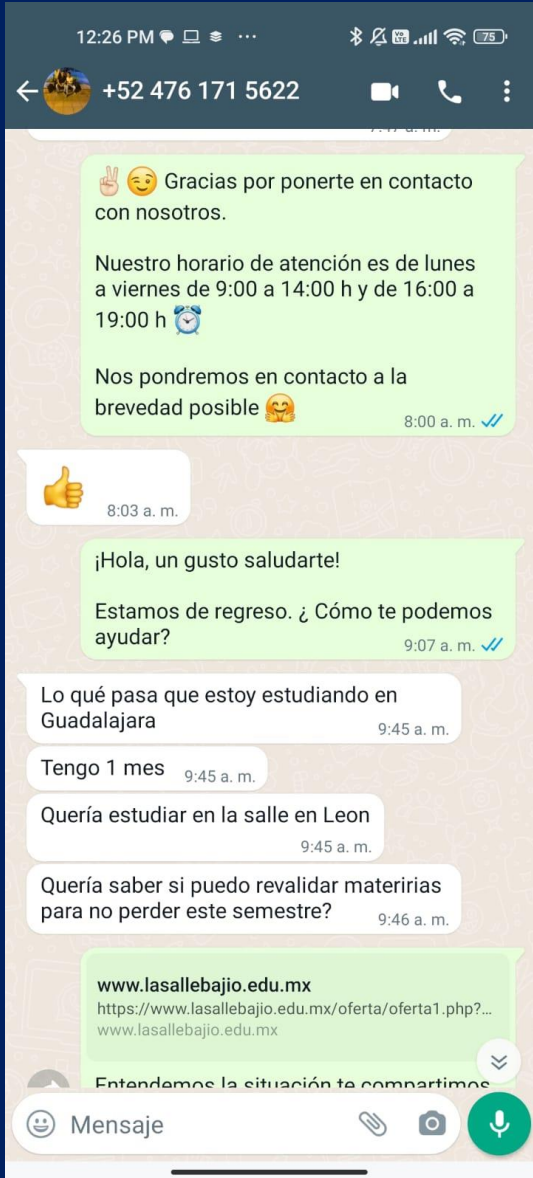 12:26 PM
VoLTE
75
+52 476 171 5622
Gracias por ponerte en contacto
con nosotros.
Nuestro horario de atención es de lunes
a viernes de 9:00 a 14:00 h y de 16:00 a
19:00 h
Nos pondremos en contacto a la
brevedad posible
8:00 a. m.
8:03 a. m.
¡Hola, un gusto saludarte!
Estamos de regreso. ¿ Cómo te podemos
ayudar?
9:07 a. m.
Lo qué pasa que estoy estudiando en
Guadalajara
9:45 a. m.
Tengo 1 mes
9:45 a. m.
Quería estudiar en la salle en Leon
9:45 a. m.
Quería saber si puedo revalidar materirias
para no perder este semestre?
9:46 a. m.
www.lasallebajio.edu.mx
https://www.lasallebajio.edu.mx/oferta/oferta1.php?...
www.lasallebajio.edu.mx
Entendemos la situación te compartimos
Mensaje